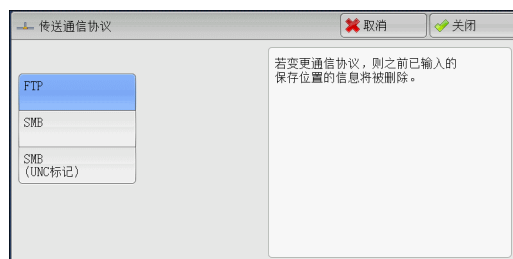 传送通信协议
取消
关闭
FTP
SMB
SMB
(UNC标记)
若变更通信协议，则之前已输入的
保存位置的信息将被删除。